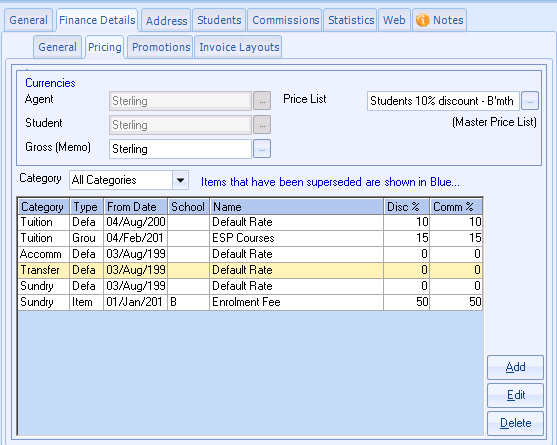 General Finance Details Address Students Commissions Statistics Web Notes
General Pricing Promotions Invoice Layouts
Currencies
Agent Sterling ... Price List Students 10% discount - B'mth ...
Student Sterling ... (Master Price List)
Gross (Memo) Sterling ...
Category All Categories Items that have been superseded are shown in Blue...
Category Type From Date School Name Disc % Comm %
Tuition Defa 04/Aug/200 Default Rate 10 10
Tuition Grou 04/Feb/201 ESP Courses 15 15
Accomm Defa 03/Aug/199 Default Rate 0 0
Transfer Defa 03/Aug/199 Default Rate 0 0
Sundry Defa 03/Aug/199 Default Rate 0 0
Sundry Item 01/Jan/201 B Enrolment Fee 50 50
Add
Edit
Delete